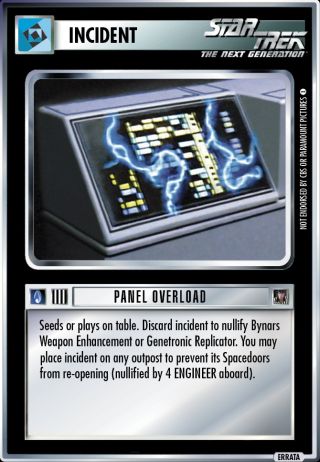 INCIDENT
STAR TREK
THE NEXT GENERATION
NOT ENDORSED BY CBS OR PARAMOUNT PICTURES
PANEL OVERLOAD
Seeds or plays on table. Discard incident to nullify Bynars
Weapon Enhancement or Genetronic Replicator. You may
place incident on any outpost to prevent its Spacedoors
from re-opening (nullified by 4 ENGINEER aboard).
ERRATA